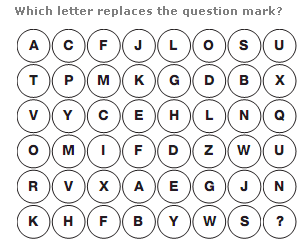 Which letter replaces the question mark?
A C F J L O S U
T P M K G D B X
V Y C E H L N Q
O M I F D Z W U
R V X A E G J N
K H F B Y W S ?